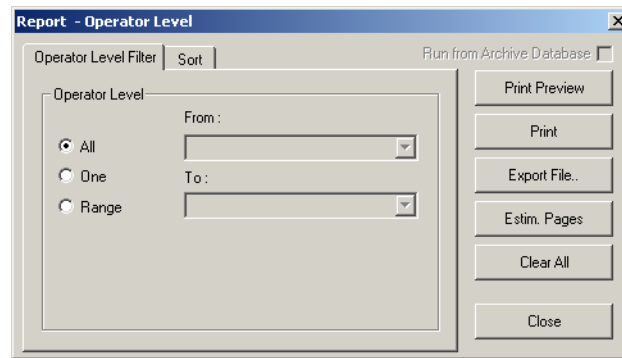 Report - Operator Level
Operator Level Filter
Sort
Run from Archive Database
Operator Level
From :
All
One
To :
Range
Print Preview
Print
Export File..
Estim. Pages
Clear All
Close